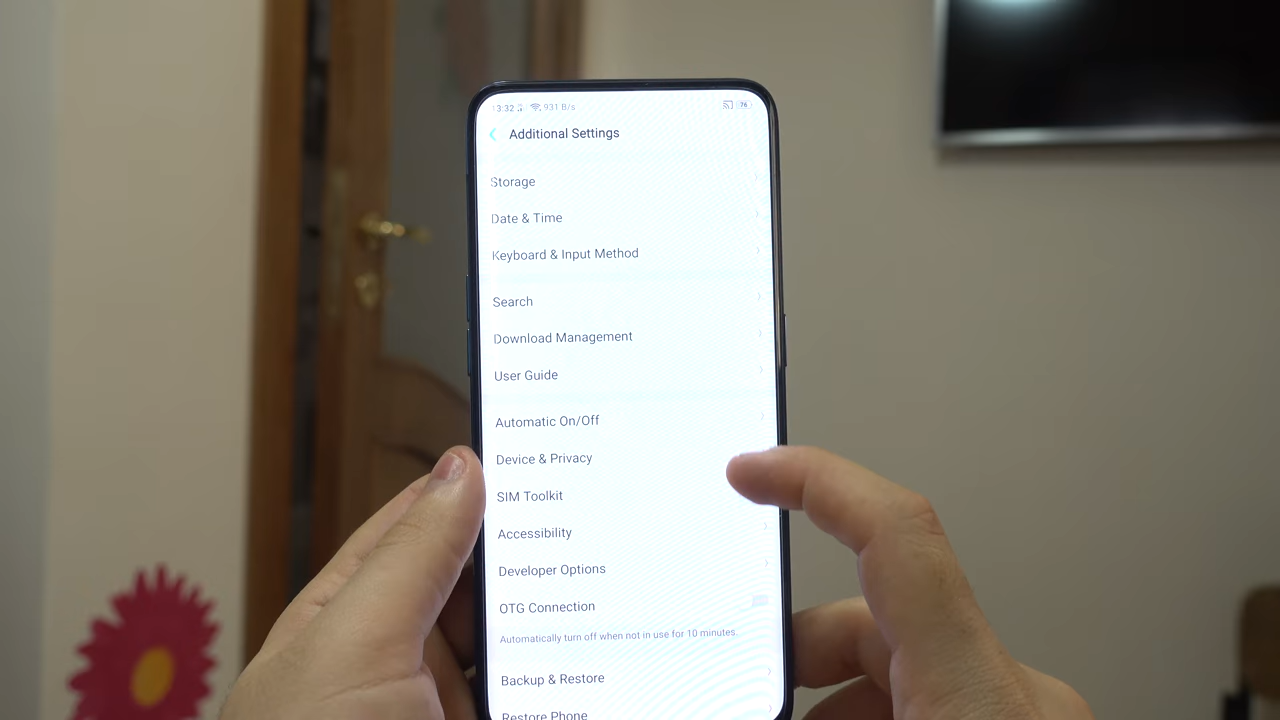 13:32 931 B/s 76
Additional Settings
Storage
Date & Time
Keyboard & Input Method
Search
Download Management
User Guide
Automatic On/Off
Device & Privacy
SIM Toolkit
Accessibility
Developer Options
OTG Connection
Automatically turn off when not in use for 10 minutes.
Backup & Restore
Restore Phone